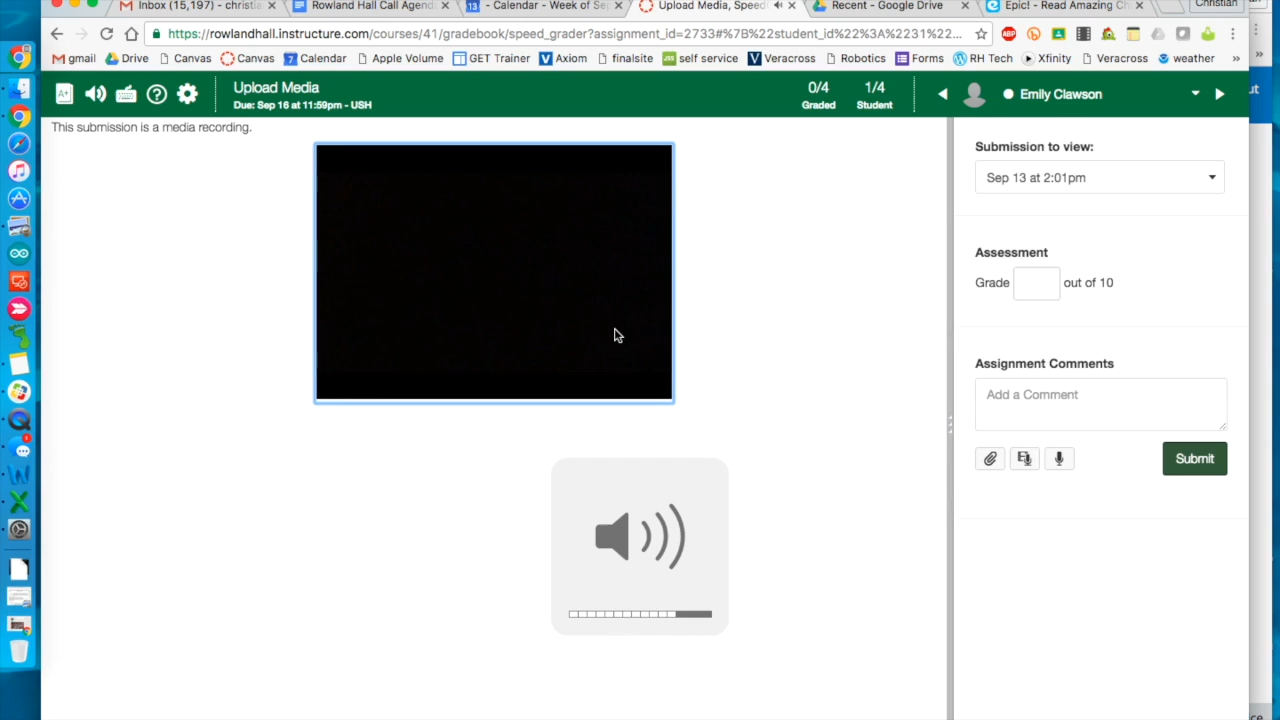 Inbox (15,197) - christia
Rowland Hall Call Agenda
- Calendar - Week of Sep
Upload Media, Speed
Recent - Google Drive
Epic! - Read Amazing Ch
Christian
https://rowlandhall.instructure.com/courses/41/gradebook/speed_grader?assignment_id=2733#%7B%22student_id%22%3A%2231%22...
gmail Drive Canvas Canvas Calendar Apple Volume GET Trainer Axiom finalsite self service Veracross Robotics Forms RH Tech Xfinity Veracross weather »
Upload Media
Due: Sep 16 at 11:59pm - USH
0/4
Graded
1/4
Student
Emily Clawson
This submission is a media recording.
Submission to view:
Sep 13 at 2:01pm
Assessment
Grade
out of 10
Assignment Comments
Add a Comment
Submit